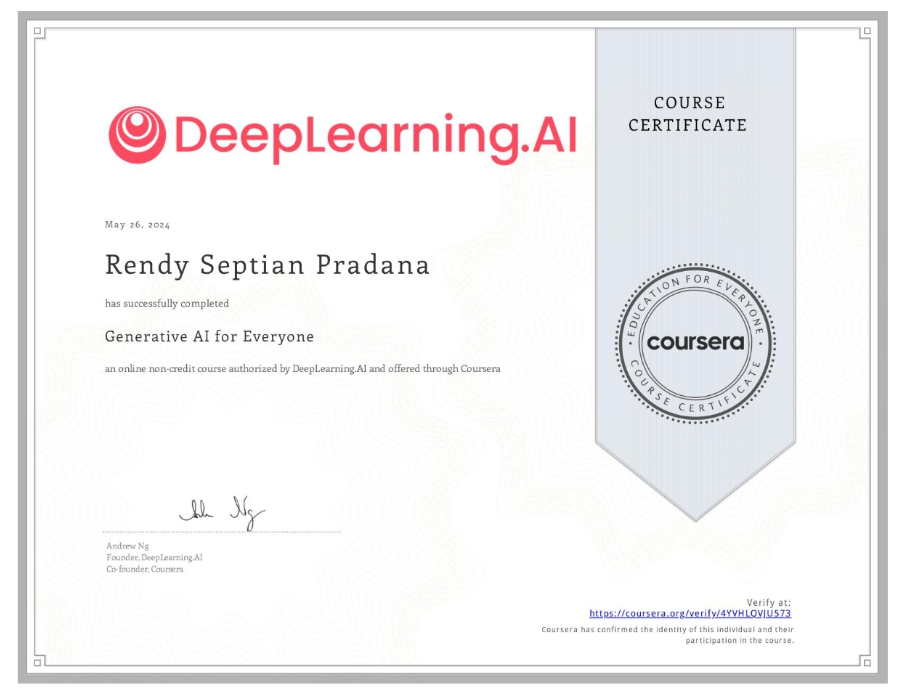 DeepLearning.AI
COURSE
CERTIFICATE
May 26, 2024
Rendy Septian Pradana
has successfully completed
Generative AI for Everyone
an online non-credit course authorized by DeepLearning.AI and offered through Coursera
EDUCATION FOR EVERYONE
coursera
COURSE CERTIFICATE
Andrew Ng
Founder, DeepLearning.AI
Co-founder, Coursera
Verify at:
https://coursera.org/verify/4YVHLQVJU573
Coursera has confirmed the identity of this individual and their
participation in the course.